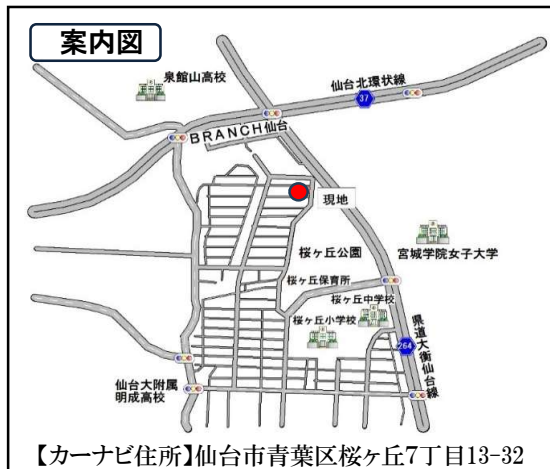 案内図
泉館山高校
仙台北環状線
37
BRANCH仙台
現地
桜ヶ丘公園
宮城学院女子大学
桜ヶ丘保育所
桜ヶ丘中学校
桜ヶ丘小学校
県道大衡仙台線
264
仙台大附属
明成高校
【カーナビ住所】仙台市青葉区桜ヶ丘7丁目13-32